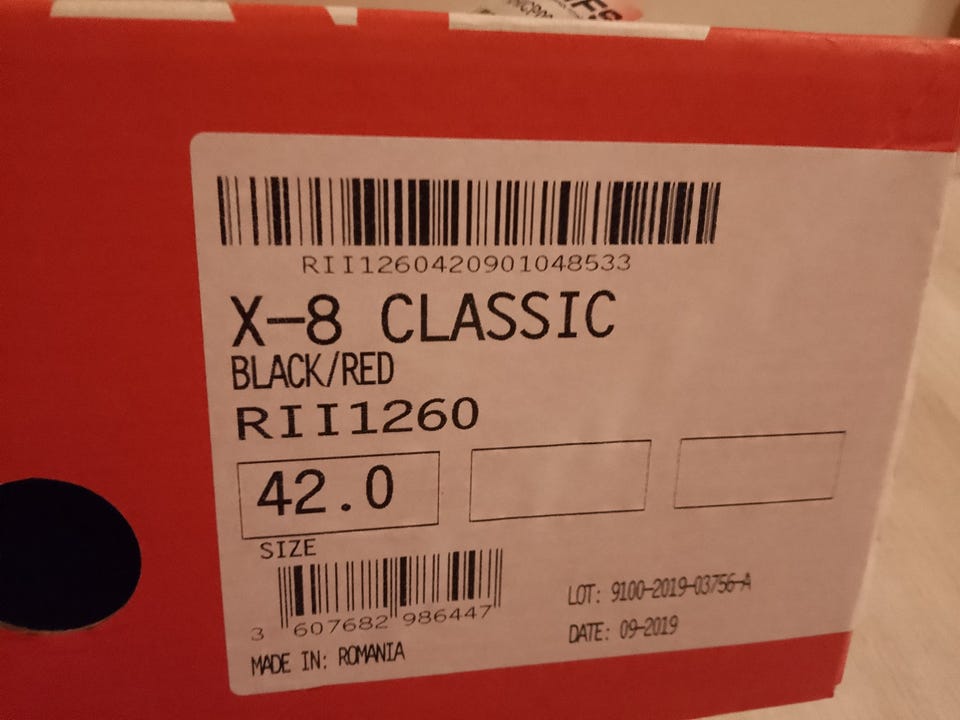 RII1260420901048533
X-8 CLASSIC
BLACK/RED
RII1260
42.0
SIZE
3 607682 986447
LOT: 9100-2019-03756-A
DATE: 09-2019
MADE IN: ROMANIA